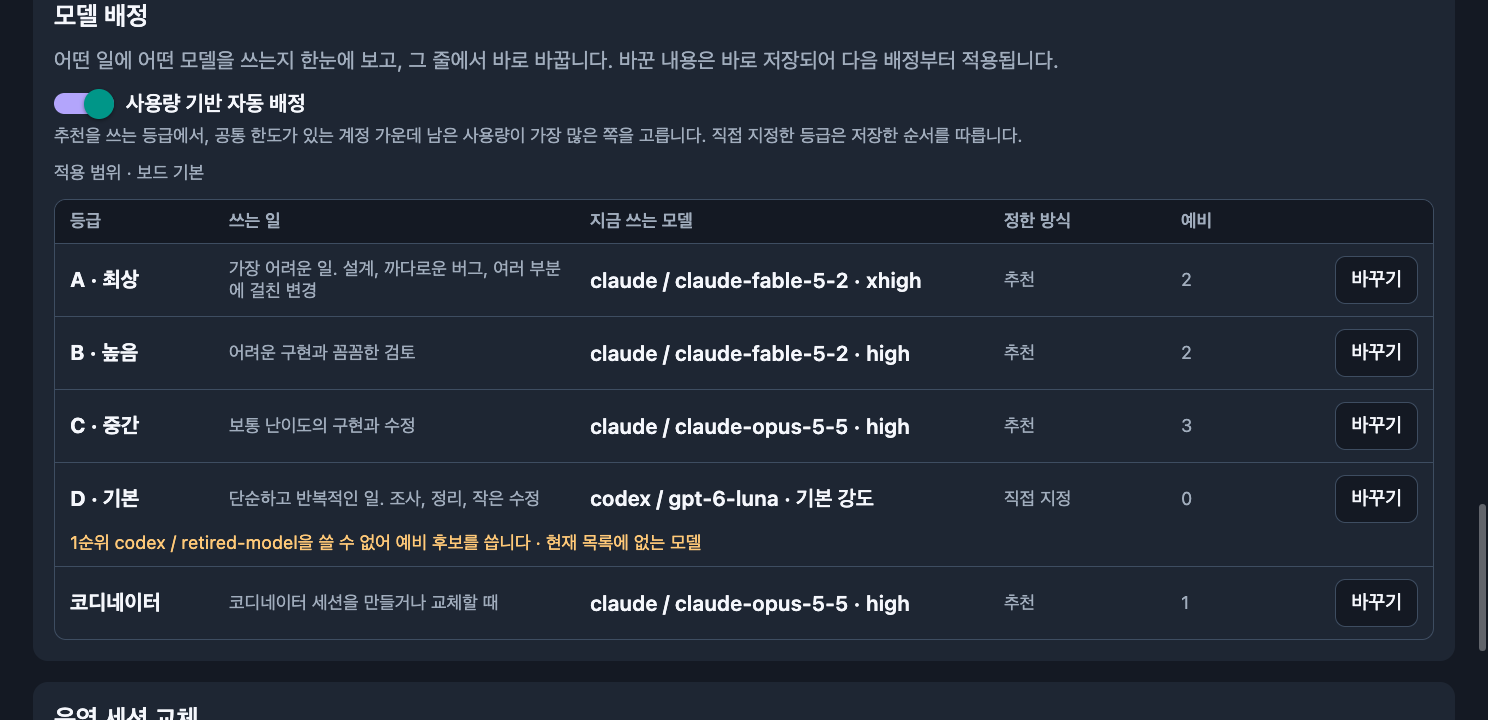 모델 배정
어떤 일에 어떤 모델을 쓰는지 한눈에 보고, 그 줄에서 바로 바꿉니다. 바꾼 내용은 바로 저장되어 다음 배정부터 적용됩니다.
사용량 기반 자동 배정
추천을 쓰는 등급에서, 공통 한도가 있는 계정 가운데 남은 사용량이 가장 많은 쪽을 고릅니다. 직접 지정한 등급은 저장한 순서를 따릅니다.
적용 범위 · 보드 기본
등급 쓰는 일 지금 쓰는 모델 정한 방식 예비
A · 최상 가장 어려운 일. 설계, 까다로운 버그, 여러 부분
에 걸친 변경 claude / claude-fable-5-2 · xhigh 추천 2 바꾸기
B · 높음 어려운 구현과 꼼꼼한 검토 claude / claude-fable-5-2 · high 추천 2 바꾸기
C · 중간 보통 난이도의 구현과 수정 claude / claude-opus-5-5 · high 추천 3 바꾸기
D · 기본 단순하고 반복적인 일. 조사, 정리, 작은 수정 codex / gpt-6-luna · 기본 강도 직접 지정 0 바꾸기
1순위 codex / retired-model을 쓸 수 없어 예비 후보를 씁니다 · 현재 목록에 없는 모델
코디네이터 코디네이터 세션을 만들거나 교체할 때 claude / claude-opus-5-5 · high 추천 1 바꾸기